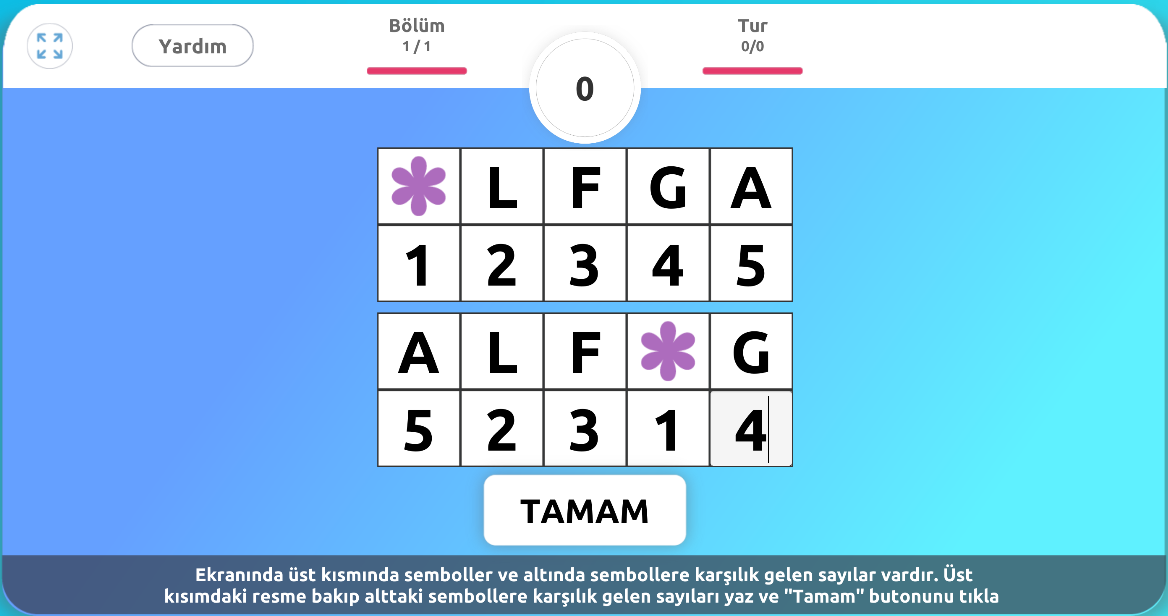 Yardım
Bölüm
1 / 1
0
Tur
0/0
L F G A
1 2 3 4 5
A L F G
5 2 3 1 4
TAMAM
Ekranında üst kısmında semboller ve altında sembollere karşılık gelen sayılar vardır. Üst
kısımdaki resme bakıp alttaki sembollere karşılık gelen sayıları yaz ve "Tamam" butonunu tıkla